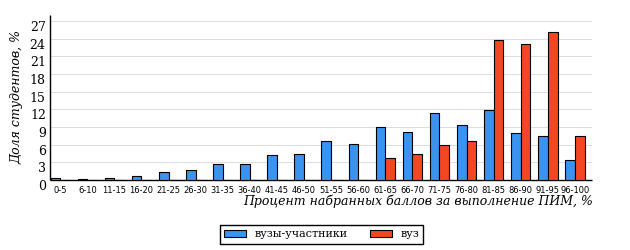 27
24
21
18
15
12
9
6
3
0
Доля студентов, %
0-5 6-10 11-15 16-20 21-25 26-30 31-35 36-40 41-45 46-50 51-55 56-60 61-65 66-70 71-75 76-80 81-85 86-90 91-95 96-100
Процент набранных баллов за выполнение ПИМ, %
вузы-участники вуз